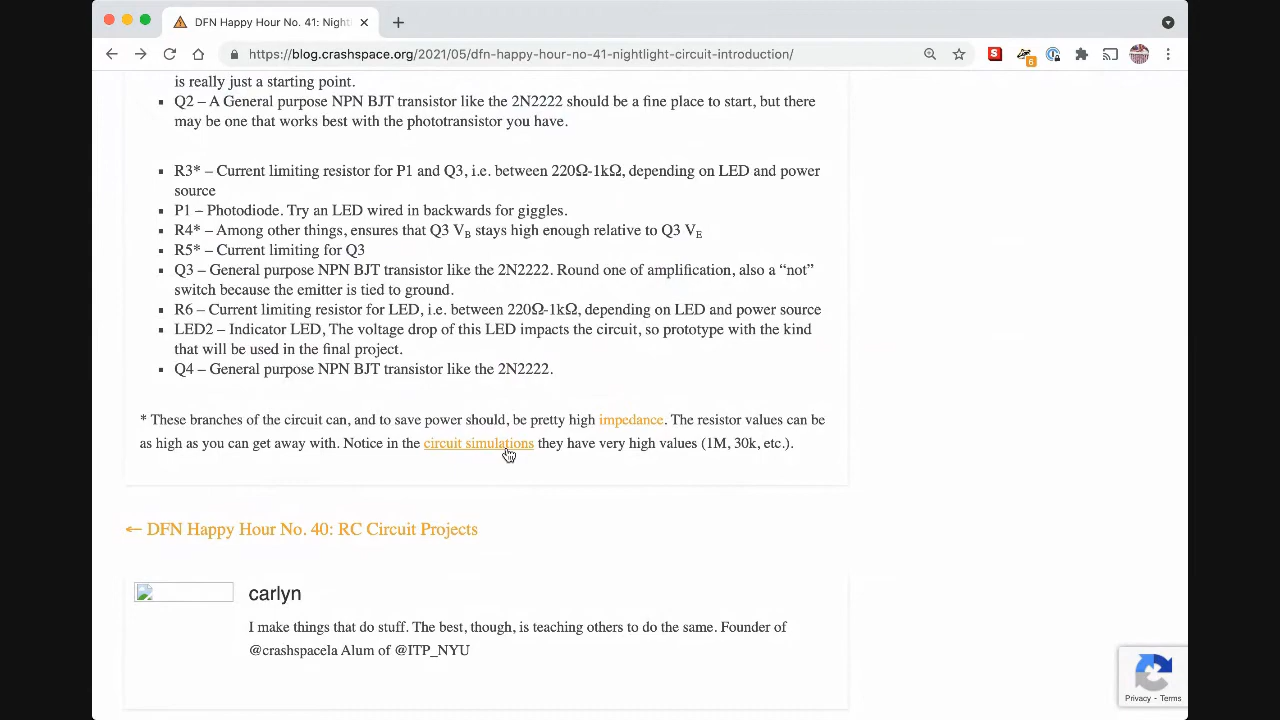 DFN Happy Hour No. 41: Nightl
https://blog.crashspace.org/2021/05/dfn-happy-hour-no-41-nightlight-circuit-introduction/
S
6
is really just a starting point.
▪ Q2 – A General purpose NPN BJT transistor like the 2N2222 should be a fine place to start, but there
may be one that works best with the phototransistor you have.
▪ R3* – Current limiting resistor for P1 and Q3, i.e. between 220Ω-1kΩ, depending on LED and power
source
▪ P1 – Photodiode. Try an LED wired in backwards for giggles.
▪ R4* – Among other things, ensures that Q3 VB stays high enough relative to Q3 VE
▪ R5* – Current limiting for Q3
▪ Q3 – General purpose NPN BJT transistor like the 2N2222. Round one of amplification, also a “not”
switch because the emitter is tied to ground.
▪ R6 – Current limiting resistor for LED, i.e. between 220Ω-1kΩ, depending on LED and power source
▪ LED2 – Indicator LED, The voltage drop of this LED impacts the circuit, so prototype with the kind
that will be used in the final project.
▪ Q4 – General purpose NPN BJT transistor like the 2N2222.
* These branches of the circuit can, and to save power should, be pretty high impedance. The resistor values can be
as high as you can get away with. Notice in the circuit simulations they have very high values (1M, 30k, etc.).
← DFN Happy Hour No. 40: RC Circuit Projects
carlyn
I make things that do stuff. The best, though, is teaching others to do the same. Founder of
@crashspacela Alum of @ITP_NYU
Privacy - Terms